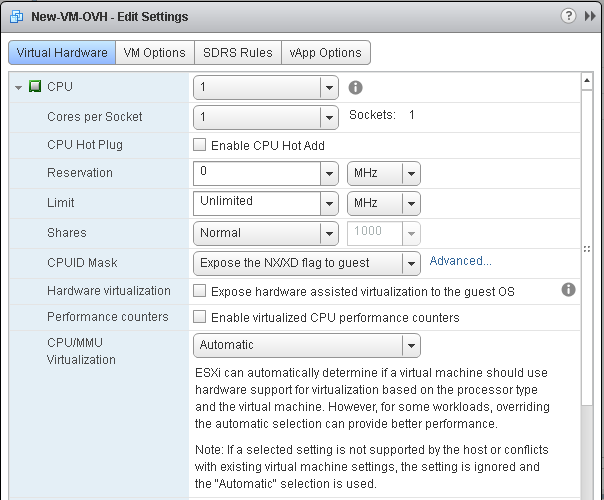 New-VM-OVH - Edit Settings
Virtual Hardware VM Options SDRS Rules vApp Options
CPU 1
Cores per Socket 1 Sockets: 1
CPU Hot Plug Enable CPU Hot Add
Reservation 0 MHz
Limit Unlimited MHz
Shares Normal 1000
CPUID Mask Expose the NX/XD flag to guest Advanced...
Hardware virtualization Expose hardware assisted virtualization to the guest OS
Performance counters Enable virtualized CPU performance counters
CPU/MMU
Virtualization
Automatic
ESXi can automatically determine if a virtual machine should use
hardware support for virtualization based on the processor type
and the virtual machine. However, for some workloads, overriding
the automatic selection can provide better performance.
Note: If a selected setting is not supported by the host or conflicts
with existing virtual machine settings, the setting is ignored and
the "Automatic" selection is used.